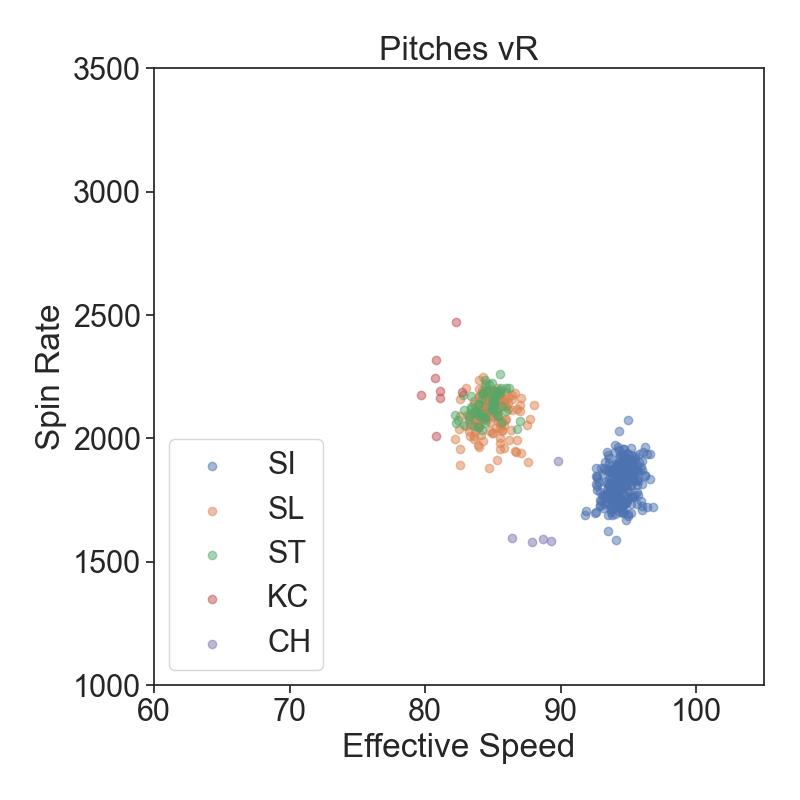 Pitches vR
3500
3000
2500
2000
1500
1000
Spin Rate
SI
SL
ST
KC
CH
60 70 80 90 100
Effective Speed